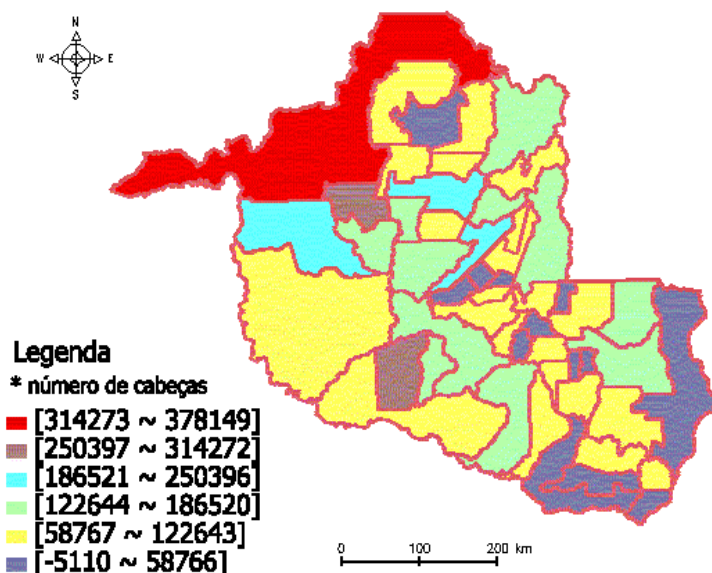 N
W E
S
Legenda
* número de cabeças
[314273 ~ 378149]
[250397 ~ 314272]
[186521 ~ 250396]
[122644 ~ 186520]
[58767 ~ 122643]
[-5110 ~ 58766]
0 100 200 km